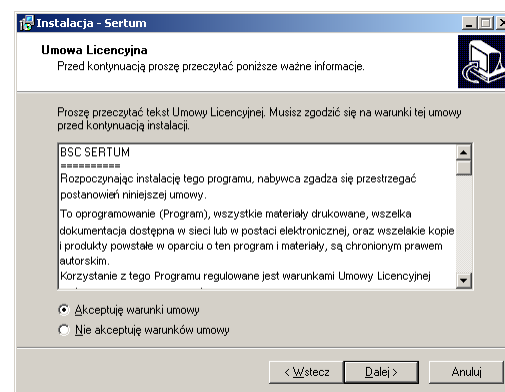 Instalacja - Sertum
Umowa Licencyjna
Przed kontynuacją proszę przeczytać poniższe ważne informacje.
Proszę przeczytać tekst Umowy Licencyjnej. Musisz zgodzić się na warunki tej umowy
przed kontynuacją instalacji.
BSC SERTUM
==========
Rozpoczynając instalację tego programu, nabywca zgadza się przestrzegać
postanowień niniejszej umowy.
To oprogramowanie (Program), wszystkie materiały drukowane, wszelka
dokumentacja dostępna w sieci lub w postaci elektronicznej, oraz wszelakie kopie
i produkty powstałe w oparciu o ten program i materiały, są chronionym prawem
autorskim.
Korzystanie z tego Programu regulowane jest warunkami Umowy Licencyjnej
Akceptuję warunki umowy
Nie akceptuję warunków umowy
< Wstecz
Dalej >
Anuluj